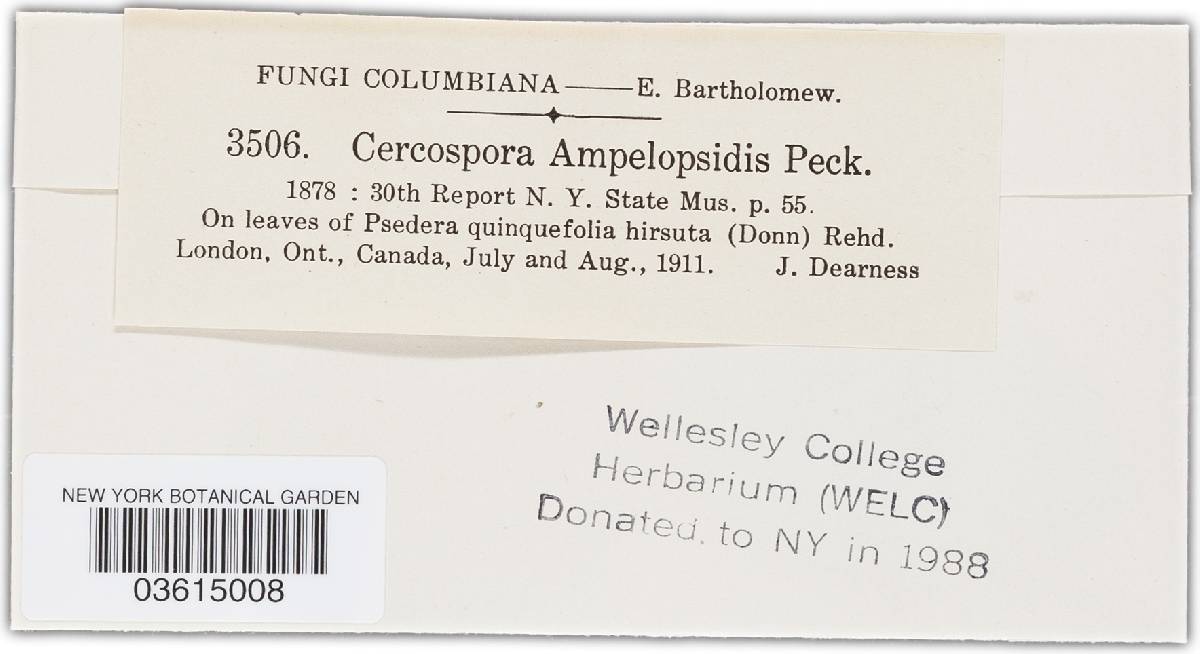 FUNGI COLUMBIANA——E. Bartholomew.
3506. Cercospora Ampelopsidis Peck.
1878 : 30th Report N. Y. State Mus. p. 55.
On leaves of Psedera quinquefolia hirsuta (Donn) Rehd.
London, Ont., Canada, July and Aug., 1911. J. Dearness
Wellesley College
Herbarium (WELC)
Donated to NY in 1988
NEW YORK BOTANICAL GARDEN
03615008